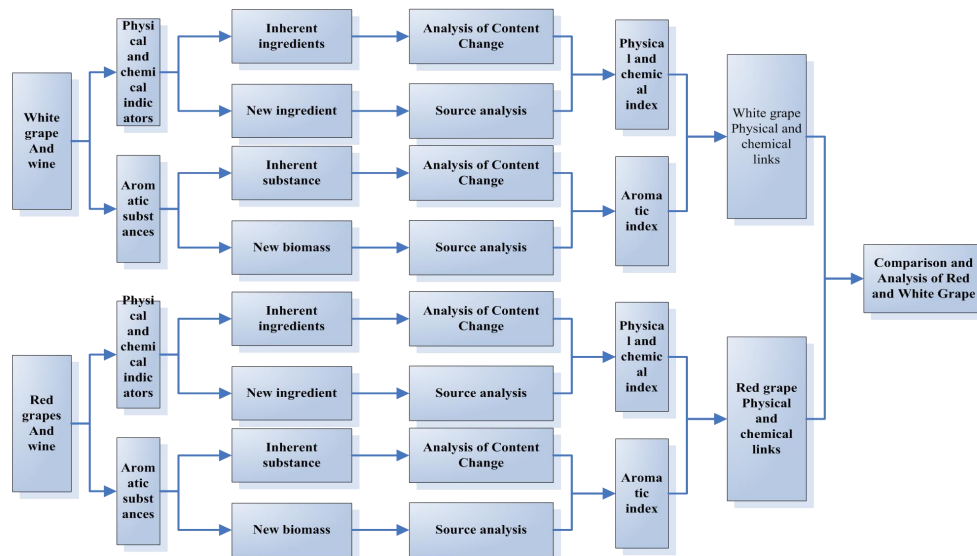 White
grape
And
wine
Physi
cal and
chemi
cal
indic
ators
Aro
matic
subst
ances
Inherent
ingredients
New ingredient
Inherent
substance
New biomass
Analysis of Content
Change
Source analysis
Analysis of Content
Change
Source analysis
Physica
l and
chemic
al
index
Aroma
tic
index
White grape
Physical and
chemical
links
Red
grapes
And
wine
Physi
cal and
chemi
cal
indic
ators
Aro
matic
subst
ances
Inherent
ingredients
New ingredient
Inherent
substance
New biomass
Analysis of Content
Change
Source analysis
Analysis of Content
Change
Source analysis
Physica
l and
chemic
al
index
Aroma
tic
index
Red grape
Physical
and
chemical
links
Comparison and
Analysis of Red
and White Grape